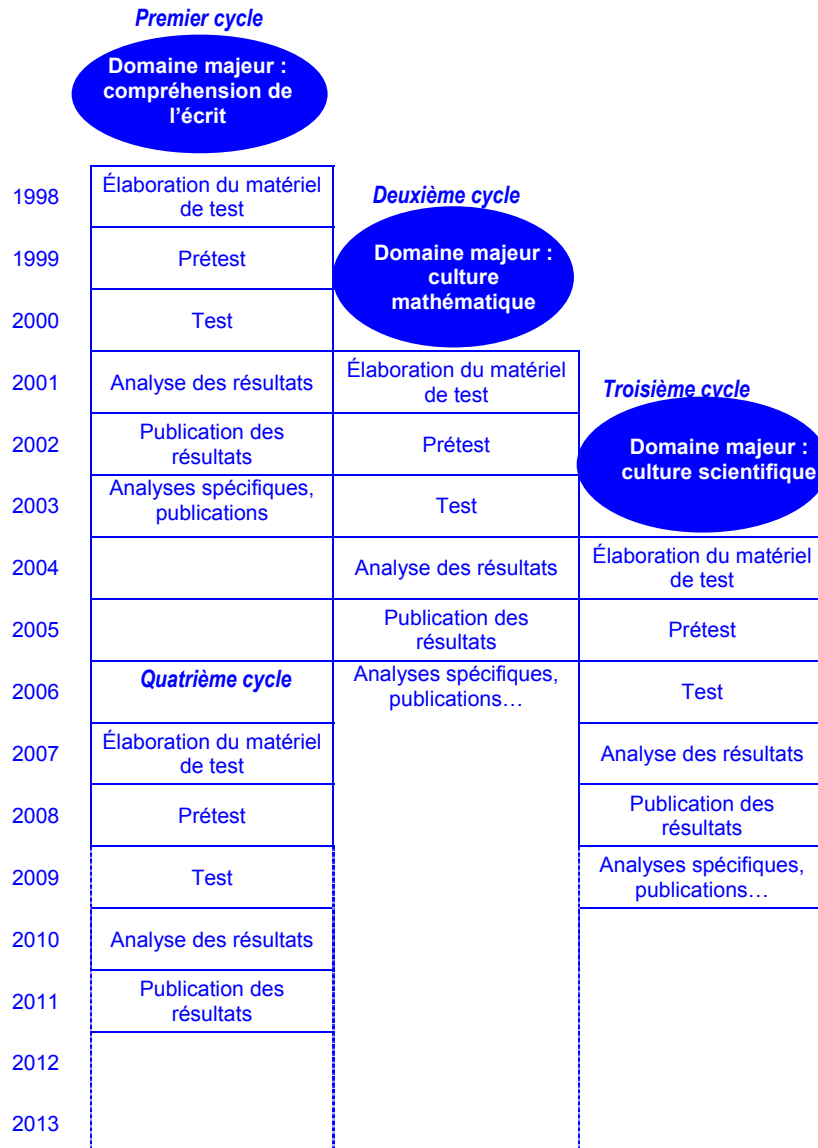 Premier cycle
Domaine majeur :
compréhension de
l'écrit
1998
Élaboration du matériel
de test
Deuxième cycle
1999
Prétest
Domaine majeur :
culture
mathématique
2000
Test
2001
Analyse des résultats
Élaboration du matériel
de test
Troisième cycle
2002
Publication des
résultats
Prétest
Domaine majeur :
culture scientifique
2003
Analyses spécifiques,
publications
Test
2004
Analyse des résultats
Élaboration du matériel
de test
2005
Publication des
résultats
Prétest
2006
Quatrième cycle
Analyses spécifiques,
publications…
Test
2007
Élaboration du matériel
de test
Analyse des résultats
2008
Prétest
Publication des
résultats
2009
Test
Analyses spécifiques,
publications…
2010
Analyse des résultats
2011
Publication des
résultats
2012
2013